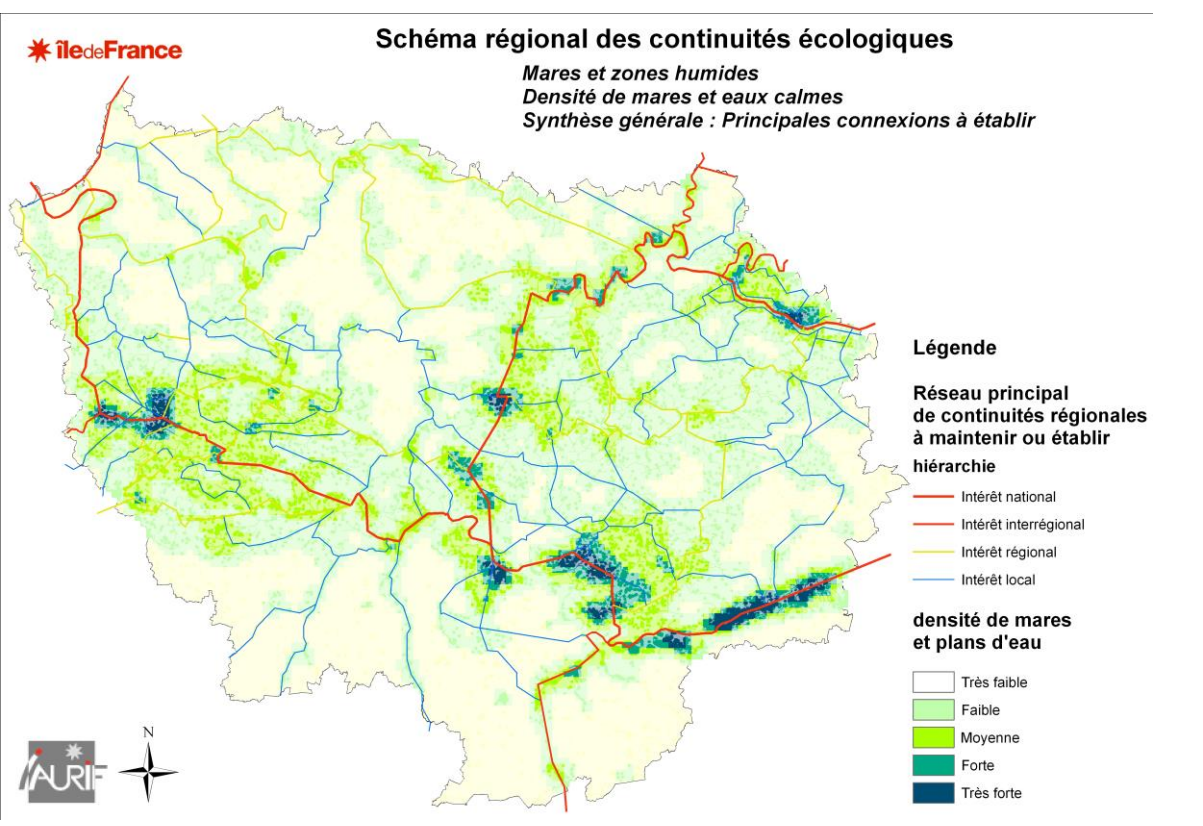 îledeFrance
Schéma régional des continuités écologiques
Mares et zones humides
Densité de mares et eaux calmes
Synthèse générale : Principales connexions à établir
Légende
Réseau principal
de continuités régionales
à maintenir ou établir
hiérarchie
Intérêt national
Intérêt interrégional
Intérêt régional
Intérêt local
densité de mares
et plans d'eau
Très faible
Faible
Moyenne
Forte
Très forte
N
IAURIF